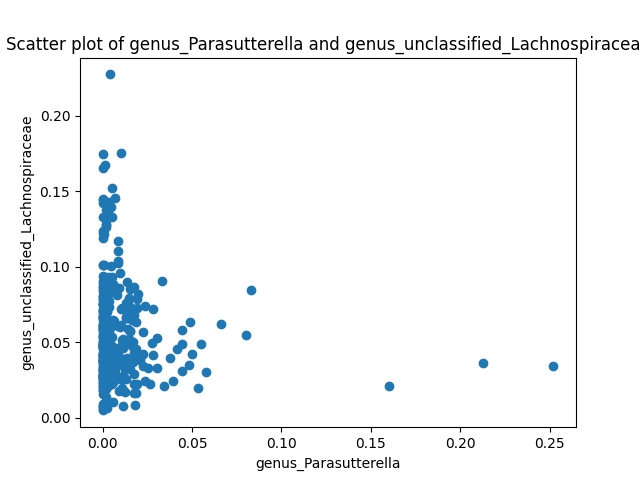 Scatter plot of genus_Parasutterella and genus_unclassified_Lachnospiracea
genus_unclassified_Lachnospiraceae
0.20
0.15
0.10
0.05
0.00
0.00 0.05 0.10 0.15 0.20 0.25
genus_Parasutterella